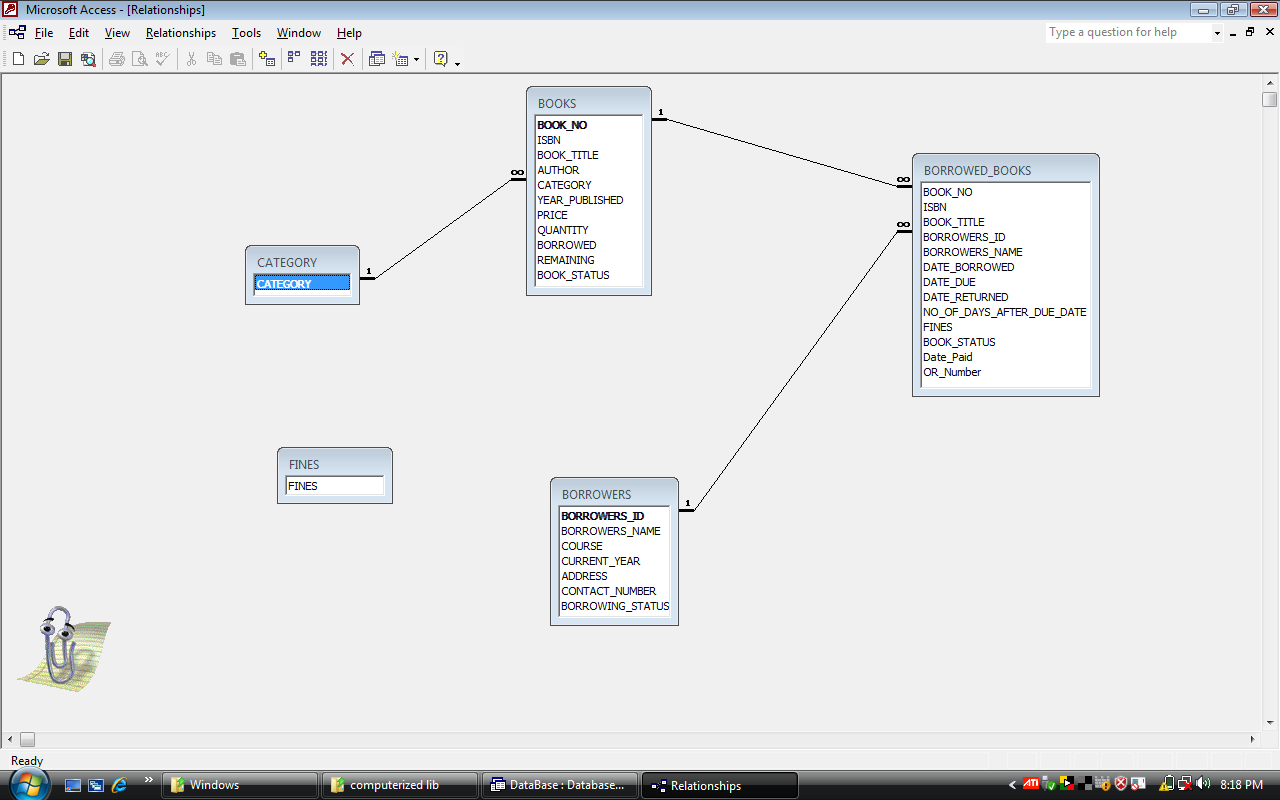 Microsoft Access - [Relationships]
File Edit View Relationships Tools Window Help
Type a question for help
BOOKS
BOOK_NO
ISBN
BOOK_TITLE
AUTHOR
CATEGORY
YEAR_PUBLISHED
PRICE
QUANTITY
BORROWED
REMAINING
BOOK_STATUS
1
∞
BORROWED_BOOKS
BOOK_NO
ISBN
BOOK_TITLE
BORROWERS_ID
BORROWERS_NAME
DATE_BORROWED
DATE_DUE
DATE_RETURNED
NO_OF_DAYS_AFTER_DUE_DATE
FINES
BOOK_STATUS
Date_Paid
OR_Number
∞
∞
CATEGORY
CATEGORY
1
FINES
FINES
BORROWERS
BORROWERS_ID
BORROWERS_NAME
COURSE
CURRENT_YEAR
ADDRESS
CONTACT_NUMBER
BORROWING_STATUS
1
Ready
Windows
computerized lib
DataBase : Database...
Relationships
ATI
8:18 PM